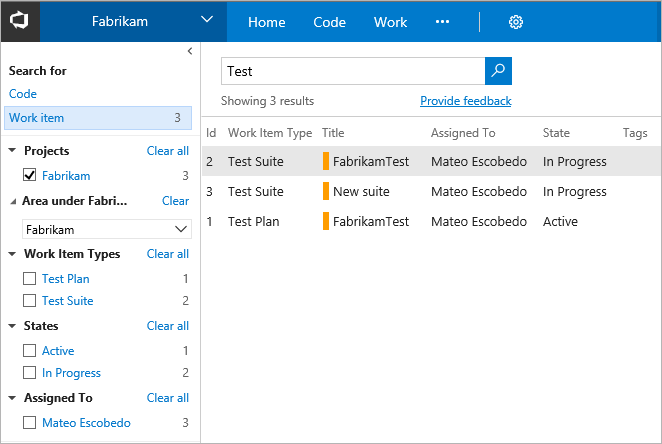 Fabrikam
Home Code Work •••
Search for
Code
Work item 3
Projects Clear all
Fabrikam 3
Area under Fabri... Clear
Fabrikam
Work Item Types Clear all
Test Plan 1
Test Suite 2
States Clear all
Active 1
In Progress 2
Assigned To Clear all
Mateo Escobedo 3
Test
Showing 3 results Provide feedback
Id Work Item Type Title Assigned To State Tags
2 Test Suite FabrikamTest Mateo Escobedo In Progress
3 Test Suite New suite Mateo Escobedo In Progress
1 Test Plan FabrikamTest Mateo Escobedo Active